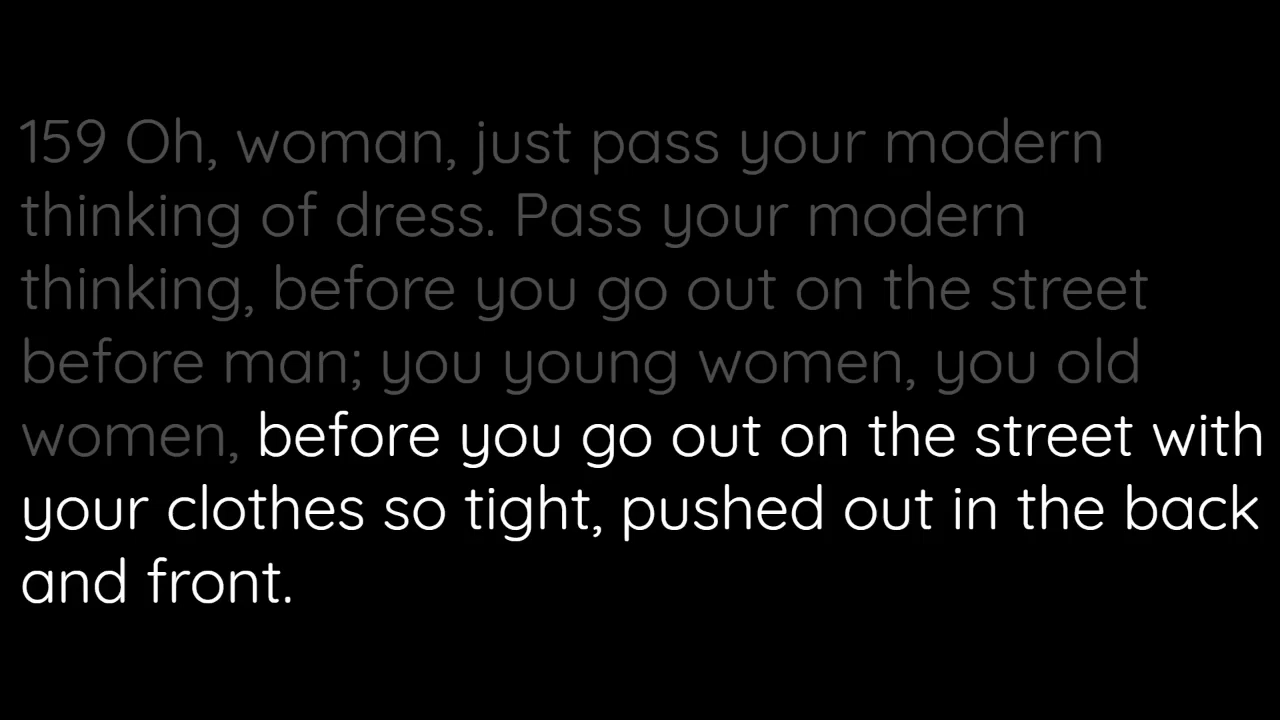 159 Oh, woman, just pass your modern
thinking of dress. Pass your modern
thinking, before you go out on the street
before man; you young women, you old
women, before you go out on the street with
your clothes so tight, pushed out in the back
and front.